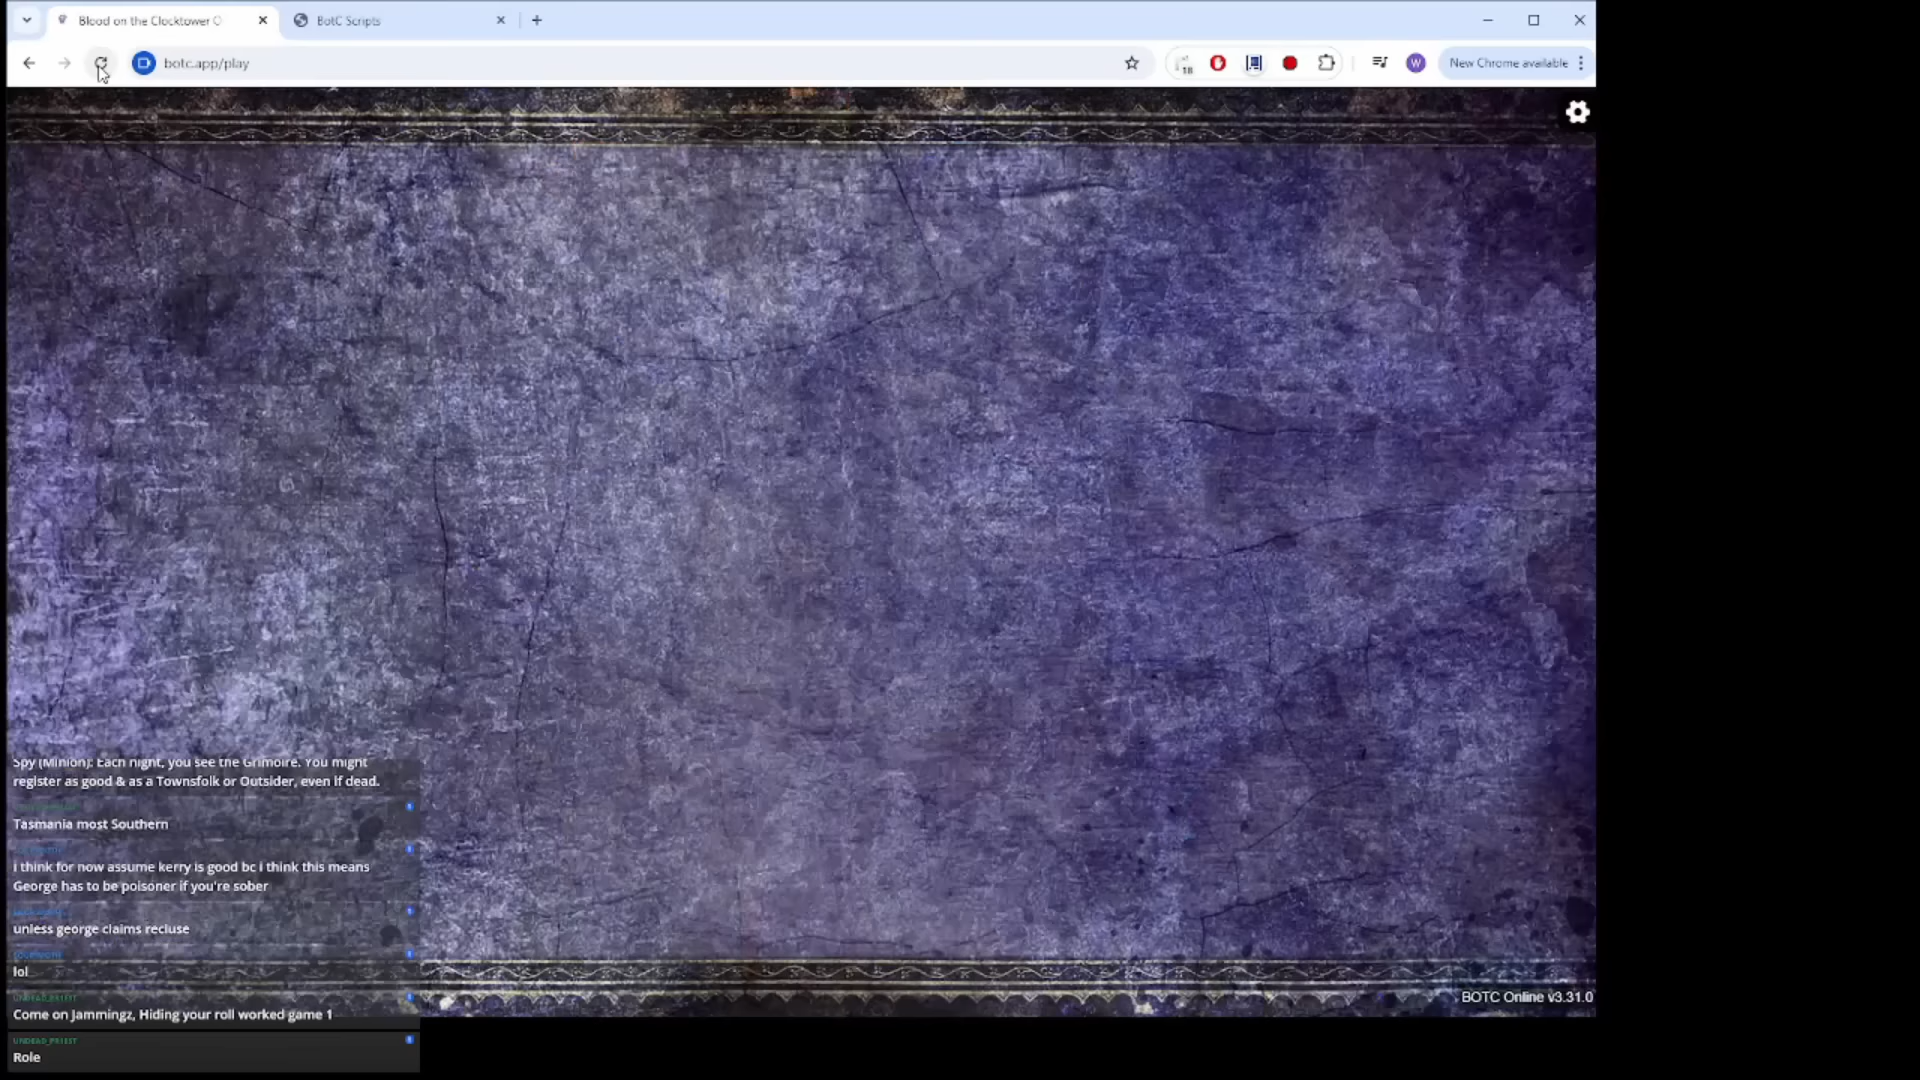 Blood on the Clocktower O
BotC Scripts
botc.app/play
18
W
New Chrome available
Spy (Minion): Each night, you see the Grimoire. You might
register as good & as a Townsfolk or Outsider, even if dead.
Tasmania most Southern
i think for now assume kerry is good bc i think this means
George has to be poisoner if you're sober
unless george claims recluse
lol
UNDEAD_PRIEST
Come on Jammingz, Hiding your roll worked game 1
UNDEAD_PRIEST
Role
BOTC Online v3.31.0